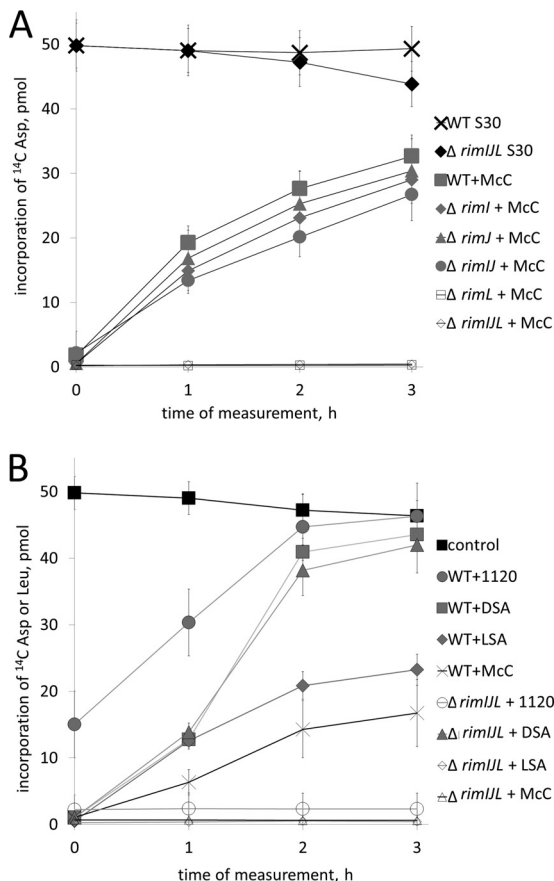 A
incorporation of ¹⁴C Asp, pmol
60
50
40
30
20
10
0
0 1 2 3
time of measurement, h
WT S30
Δ rimIJL S30
WT+McC
Δ rimI + McC
Δ rimJ + McC
Δ rimIJ + McC
Δ rimL + McC
Δ rimIJL + McC
B
incorporation of ¹⁴C Asp or Leu, pmol
60
50
40
30
20
10
0
0 1 2 3
time of measurement, h
control
WT+1120
WT+DSA
WT+LSA
WT+McC
Δ rimIJL + 1120
Δ rimIJL + DSA
Δ rimIJL + LSA
Δ rimIJL + McC